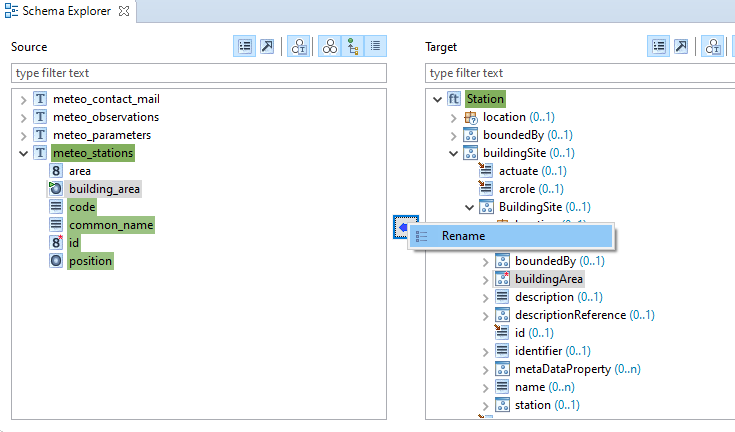 Schema Explorer
Source
Target
type filter text
type filter text
meteo_contact_mail
meteo_observations
meteo_parameters
meteo_stations
area
building_area
code
common_name
id
position
Station
location (0..1)
boundedBy (0..1)
buildingSite (0..1)
actuate (0..1)
arcrole (0..1)
BuildingSite (0..1)
Rename
boundedBy (0..1)
buildingArea
description (0..1)
descriptionReference (0..1)
id (0..1)
identifier (0..1)
metaDataProperty (0..n)
name (0..n)
station (0..1)